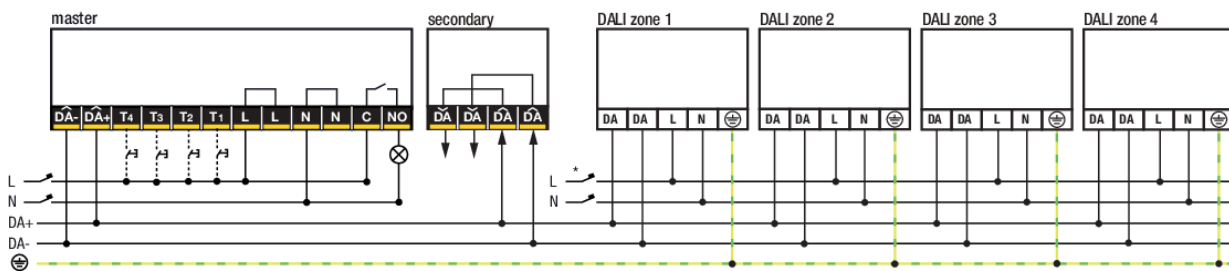 master secondary DALI zone 1 DALI zone 2 DALI zone 3 DALI zone 4
DA- DA+ T4 T3 T2 T1 L L N N C NO DA DA DA DA DA DA L N DA DA L N DA DA L N DA DA L N
L L *
N N
DA+
DA-